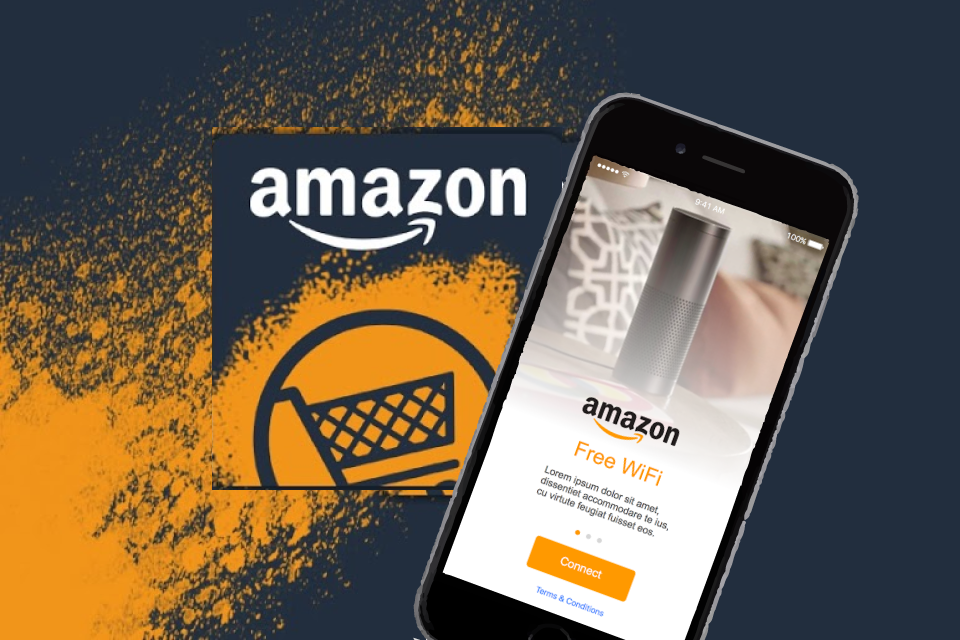 amazon
9:41 AM
100%
amazon
Free WiFi
Lorem ipsum dolor sit amet,
dissentiet accommodare te ius,
cu virtute feugiat fuisset eos.
Connect
Terms & Conditions